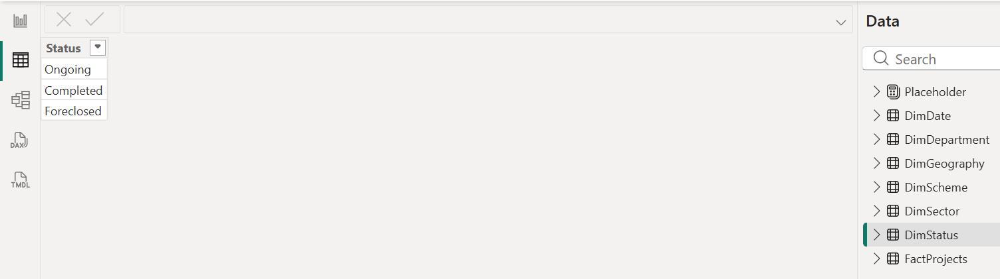 Status
Ongoing
Completed
Foreclosed
DAX
TMDL
Data
Search
Placeholder
DimDate
DimDepartment
DimGeography
DimScheme
DimSector
DimStatus
FactProjects